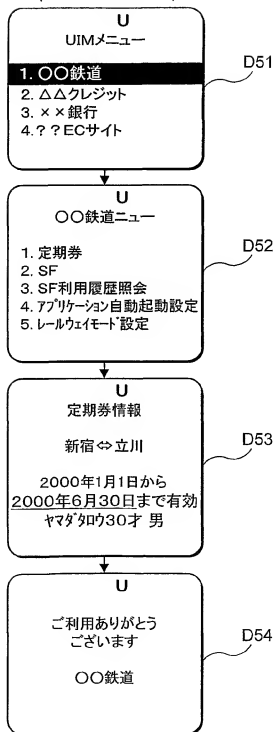 U
UIMメニュー
1. 〇〇鉄道
2. △△クレジット
3. ××銀行
4. ??ECサイト
D51
U
〇〇鉄道ニュー
1. 定期券
2. SF
3. SF利用履歴照会
4. アプリケーション自動起動設定
5. レールウェイモード設定
D52
U
定期券情報
新宿⇔立川
2000年1月1日から
2000年6月30日まで有効
ヤマダタロウ30才 男
D53
U
ご利用ありがとう
ございます
〇〇鉄道
D54